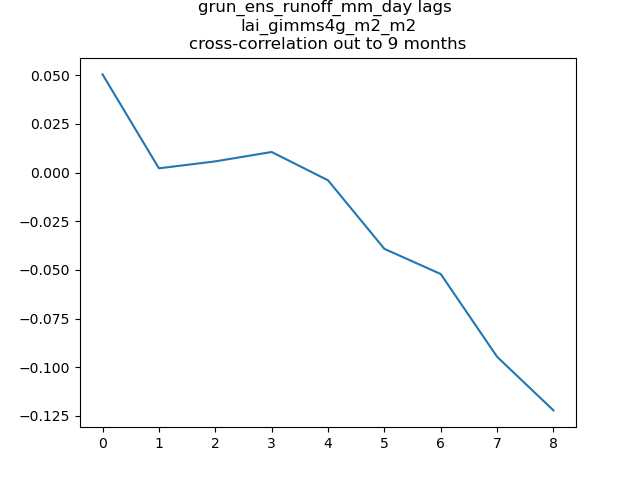 grun_ens_runoff_mm_day lags
lai_gimms4g_m2_m2
cross-correlation out to 9 months
0.050
0.025
0.000
−0.025
−0.050
−0.075
−0.100
−0.125
0 1 2 3 4 5 6 7 8